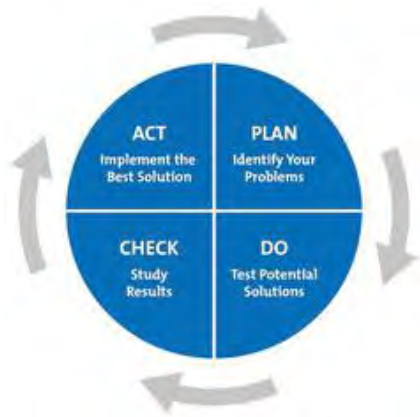 ACT
Implement the
Best Solution
PLAN
Identify Your
Problems
CHECK
Study
Results
DO
Test Potential
Solutions